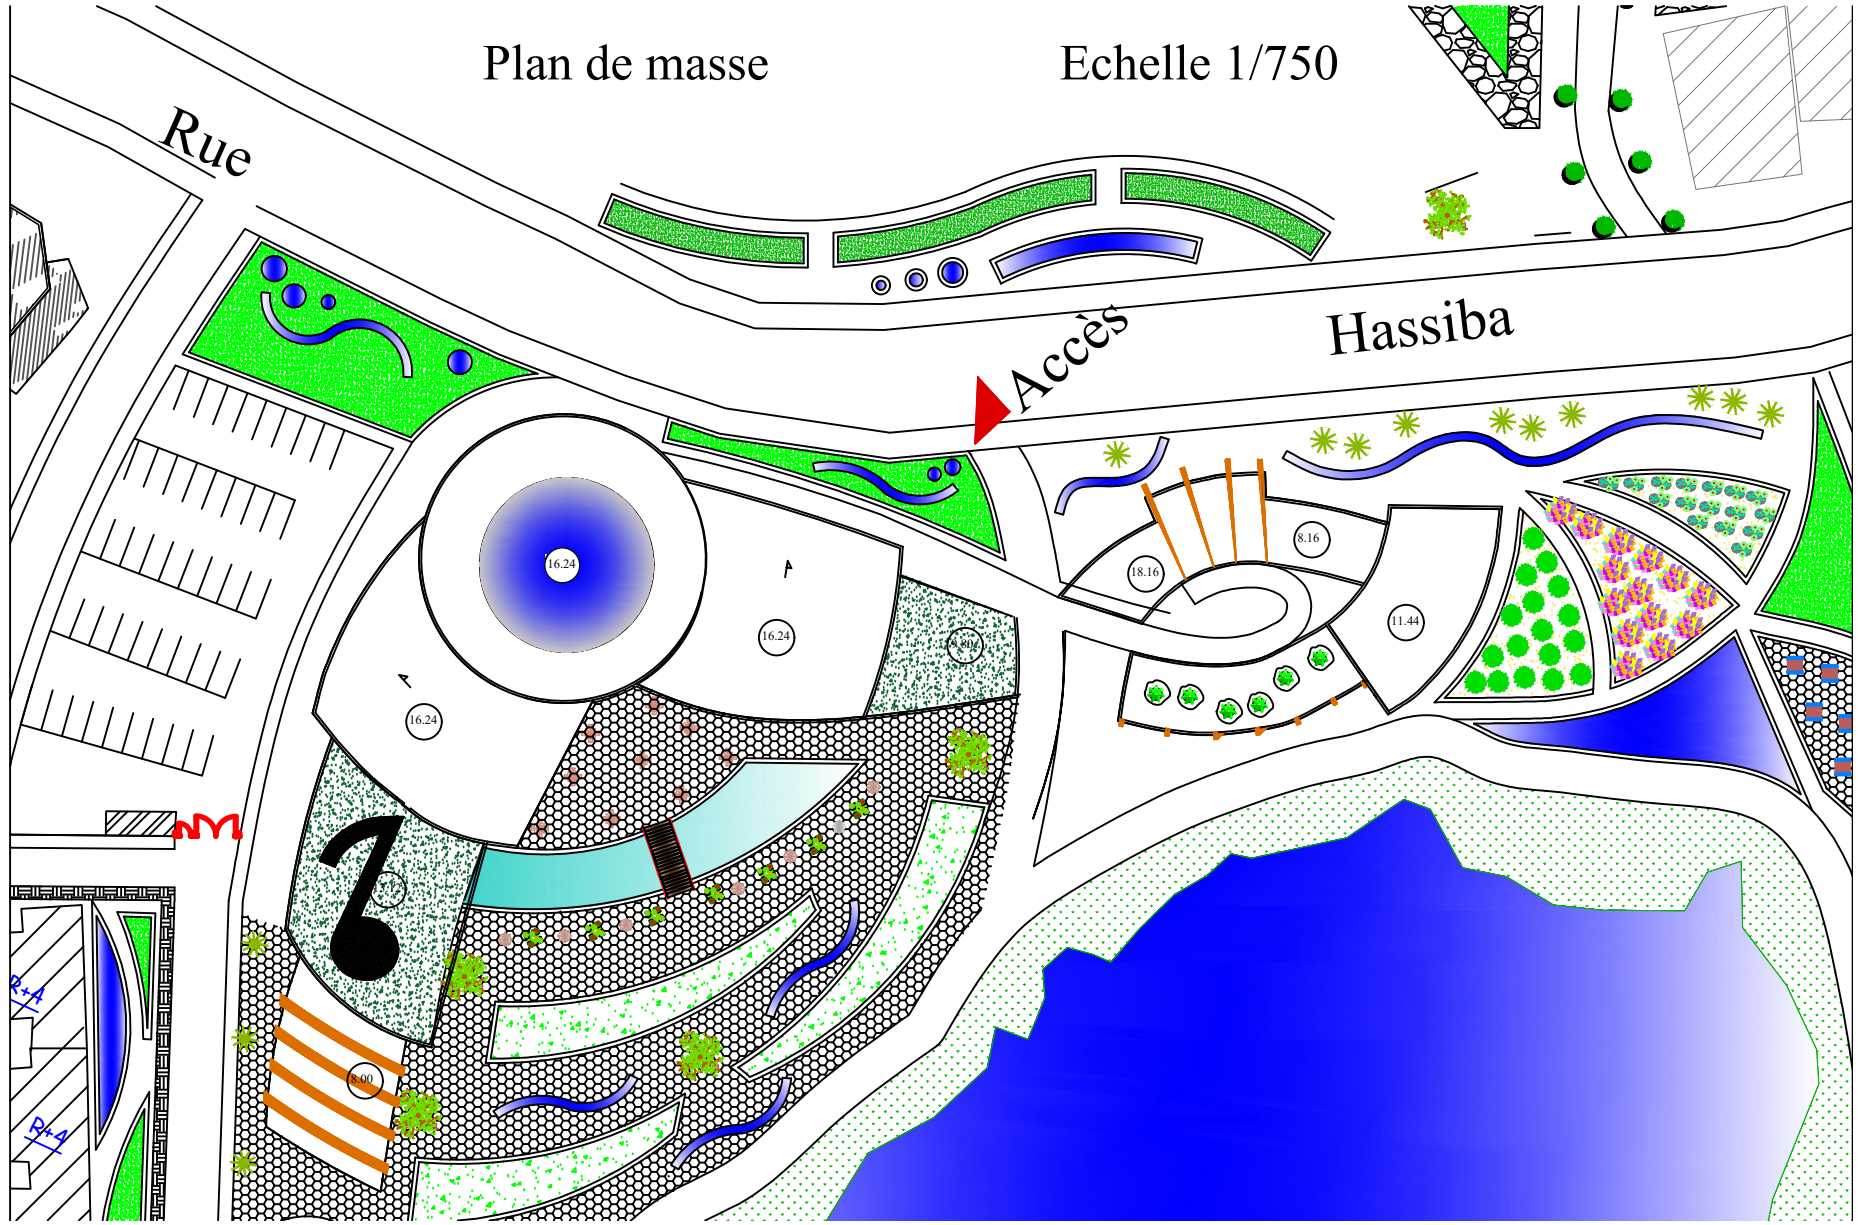 Plan de masse
Echelle 1/750
Rue
Accès
Hassiba
16.24
16.24
16.24
8.16
18.16
11.44
8.00
R+4
R+4